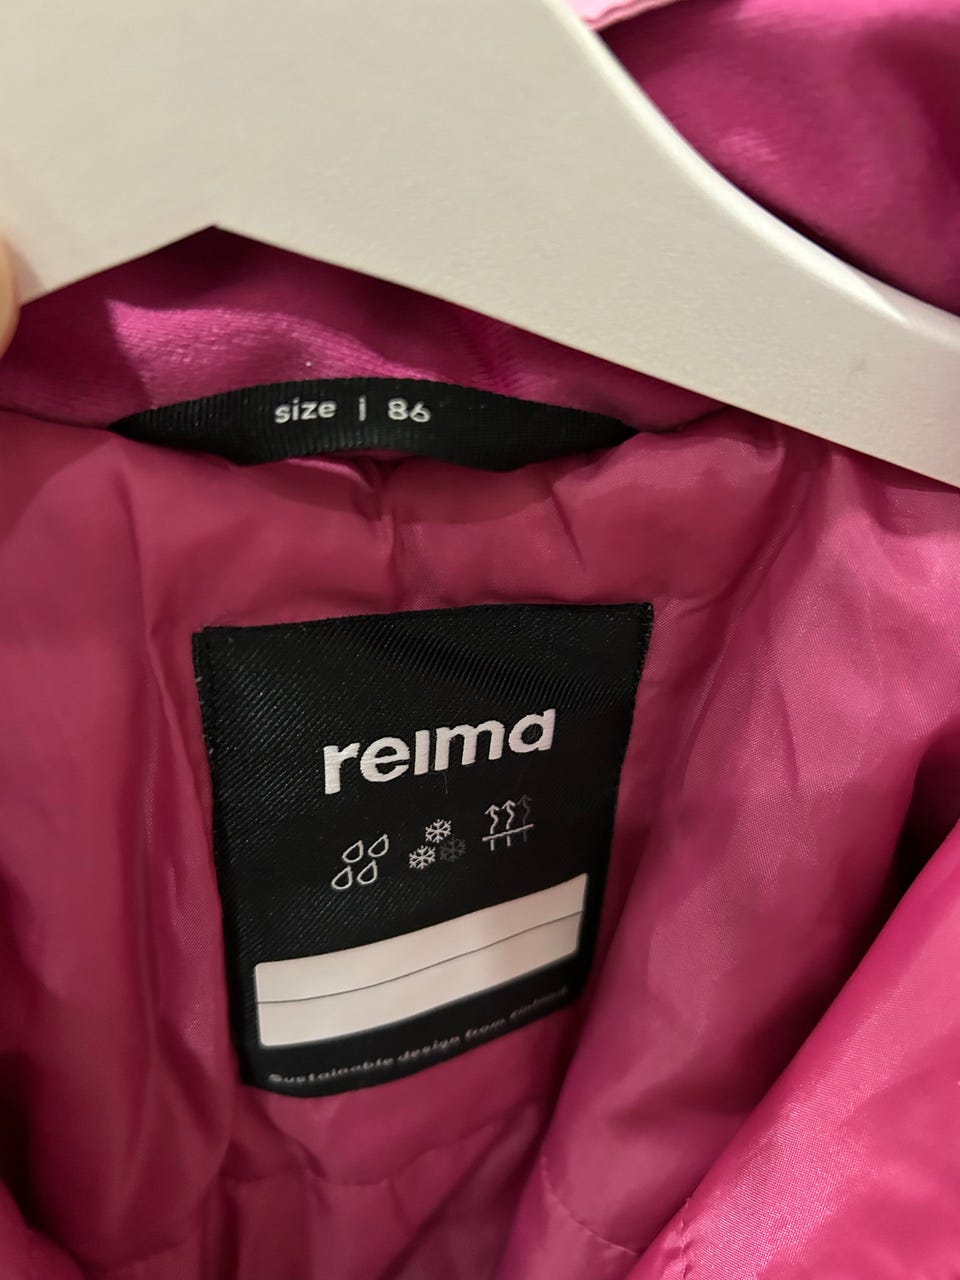 size | 86
reima
Sustainable design from Finland